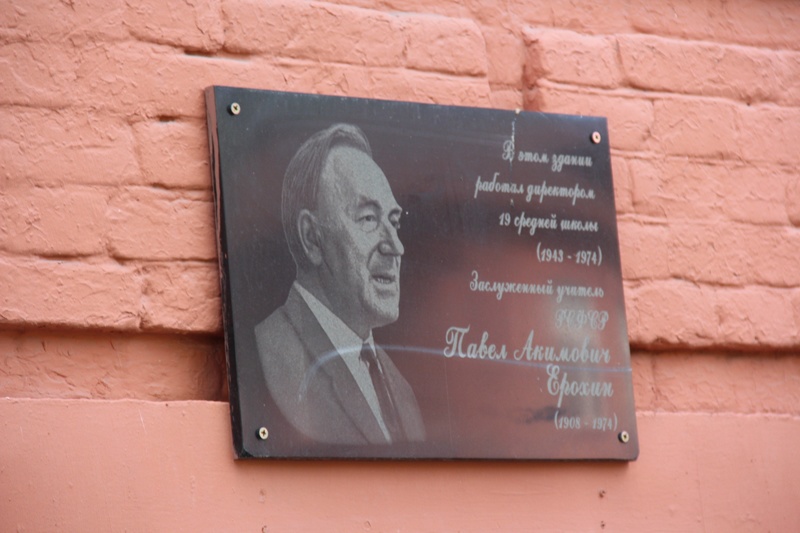 В этом здании
работал директором
19 средней школы
(1943 - 1974)
Заслуженный учитель
РСФСР
Павел Акимович
Ерохин
(1908 - 1974)